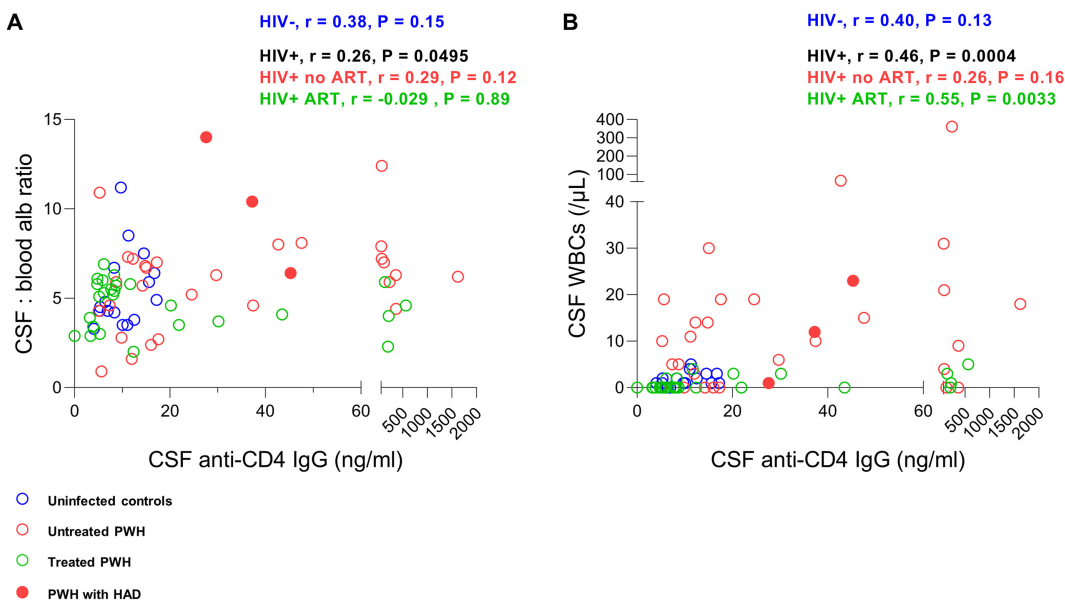 A
HIV-, r = 0.38, P = 0.15
HIV+, r = 0.26, P = 0.0495
HIV+ no ART, r = 0.29, P = 0.12
HIV+ ART, r = -0.029 , P = 0.89
15
10
5
0
CSF : blood alb ratio
0
20
40
60
500
1000
1500
2000
CSF anti-CD4 IgG (ng/ml)
B
HIV-, r = 0.40, P = 0.13
HIV+, r = 0.46, P = 0.0004
HIV+ no ART, r = 0.26, P = 0.16
HIV+ ART, r = 0.55, P = 0.0033
400
300
200
100
40
30
20
10
0
CSF WBCs (/µL)
0
20
40
60
500
1000
1500
2000
CSF anti-CD4 IgG (ng/ml)
Uninfected controls
Untreated PWH
Treated PWH
PWH with HAD